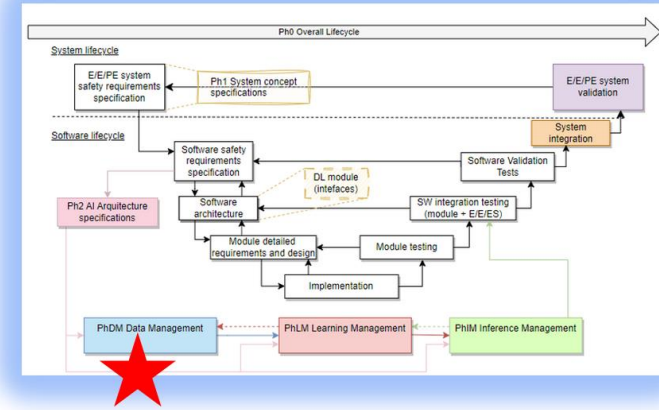 Ph0 Overall Lifecycle
System lifecycle
E/E/PE system
safety requirements
specification
Ph1 System concept
specifications
E/E/PE system
validation
Software lifecycle
System
integration
Software safety
requirements
specification
Software Validation
Tests
DL module
(intefaces)
Ph2 AI Arquitecture
specifications
Software
architecture
SW integration testing
(module + E/E/ES)
Module detailed
requirements and design
Module testing
Implementation
PhDM Data Management
PhLM Learning Management
PhIM Inference Management